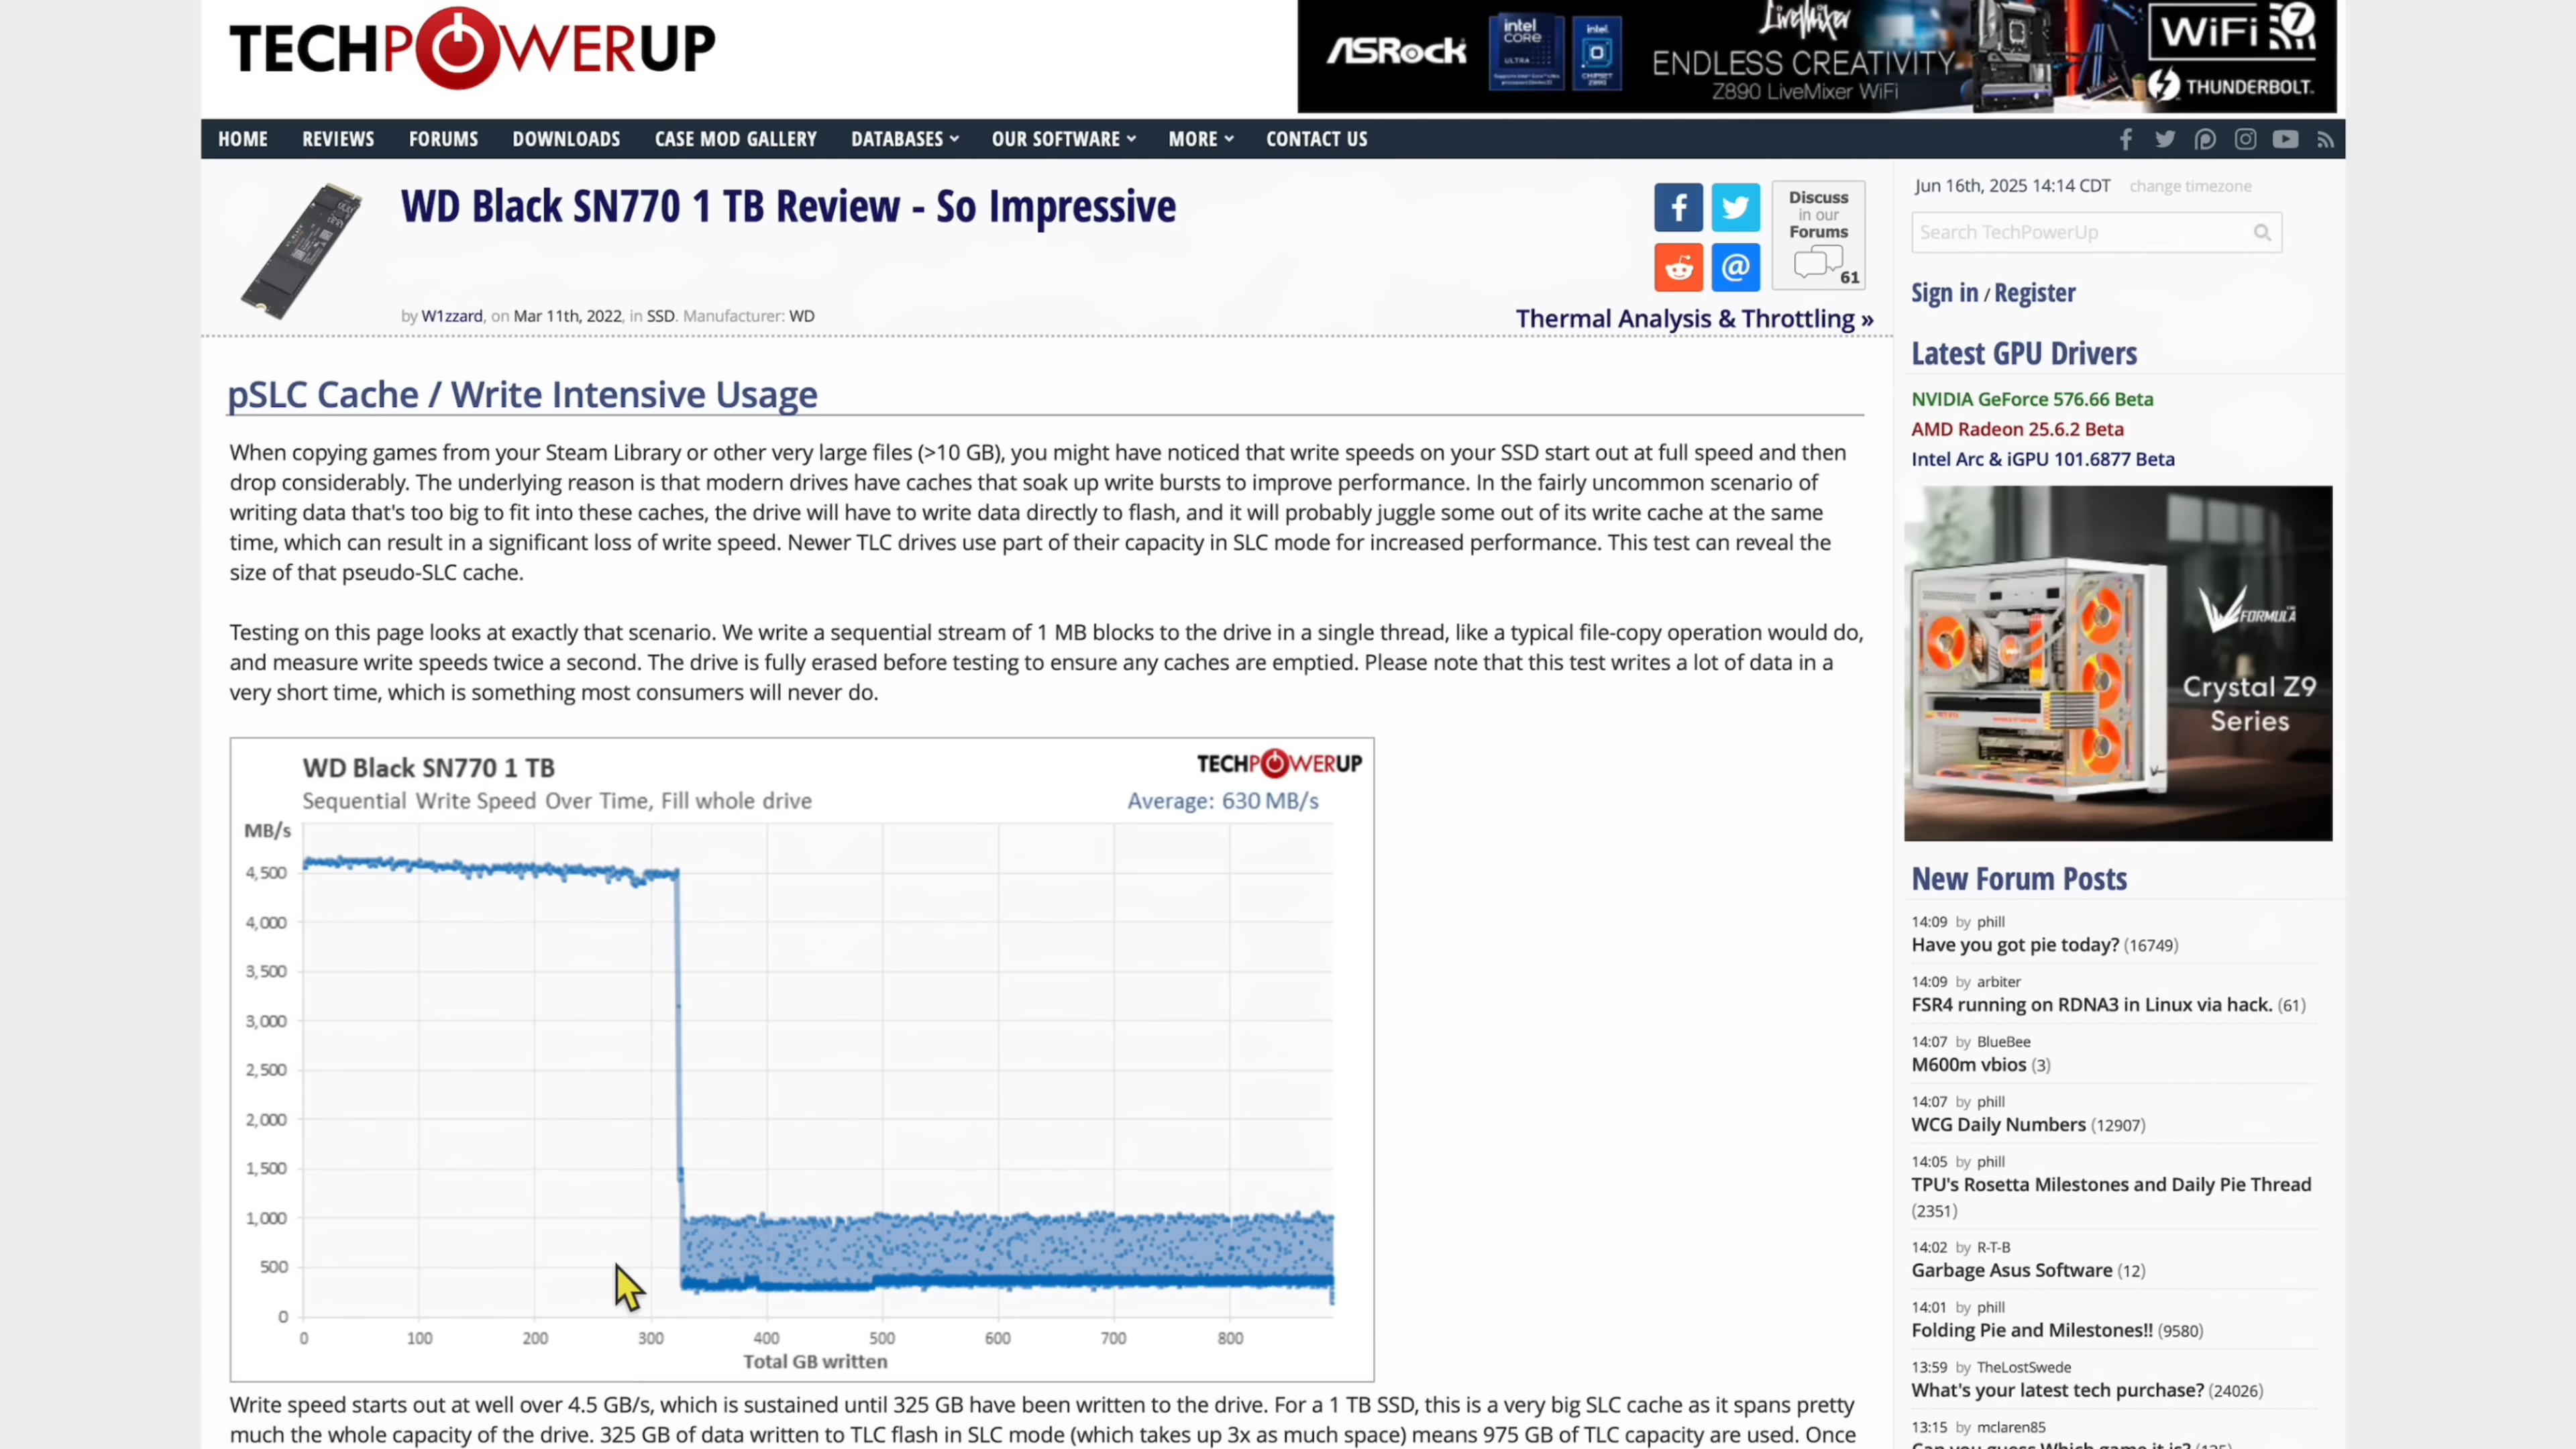 TECHPOWERUP
ASRock
intel CORE ULTRA
intel CHIPSET Z890
LiveMixer
ENDLESS CREATIVITY
Z890 LiveMixer WiFi
WiFi 7
THUNDERBOLT
HOME REVIEWS FORUMS DOWNLOADS CASE MOD GALLERY DATABASES OUR SOFTWARE MORE CONTACT US
WD Black SN770 1 TB Review - So Impressive
Discuss
in our
Forums
61
by W1zzard, on Mar 11th, 2022, in SSD. Manufacturer: WD
Thermal Analysis & Throttling »
pSLC Cache / Write Intensive Usage
When copying games from your Steam Library or other very large files (>10 GB), you might have noticed that write speeds on your SSD start out at full speed and then
drop considerably. The underlying reason is that modern drives have caches that soak up write bursts to improve performance. In the fairly uncommon scenario of
writing data that's too big to fit into these caches, the drive will have to write data directly to flash, and it will probably juggle some out of its write cache at the same
time, which can result in a significant loss of write speed. Newer TLC drives use part of their capacity in SLC mode for increased performance. This test can reveal the
size of that pseudo-SLC cache.
Testing on this page looks at exactly that scenario. We write a sequential stream of 1 MB blocks to the drive in a single thread, like a typical file-copy operation would do,
and measure write speeds twice a second. The drive is fully erased before testing to ensure any caches are emptied. Please note that this test writes a lot of data in a
very short time, which is something most consumers will never do.
WD Black SN770 1 TB
TECHPOWERUP
Sequential Write Speed Over Time, Fill whole drive
Average: 630 MB/s
MB/s
4,500
4,000
3,500
3,000
2,500
2,000
1,500
1,000
500
0
0 100 200 300 400 500 600 700 800
Total GB written
Write speed starts out at well over 4.5 GB/s, which is sustained until 325 GB have been written to the drive. For a 1 TB SSD, this is a very big SLC cache as it spans pretty
much the whole capacity of the drive. 325 GB of data written to TLC flash in SLC mode (which takes up 3x as much space) means 975 GB of TLC capacity are used. Once
Jun 16th, 2025 14:14 CDT change timezone
Search TechPowerUp
Sign in / Register
Latest GPU Drivers
NVIDIA GeForce 576.66 Beta
AMD Radeon 25.6.2 Beta
Intel Arc & iGPU 101.6877 Beta
FORMULA
Crystal Z9
Series
New Forum Posts
14:09 by phill
Have you got pie today? (16749)
14:09 by arbiter
FSR4 running on RDNA3 in Linux via hack. (61)
14:07 by BlueBee
M600m vbios (3)
14:07 by phill
WCG Daily Numbers (12907)
14:05 by phill
TPU's Rosetta Milestones and Daily Pie Thread
(2351)
14:02 by R-T-B
Garbage Asus Software (12)
14:01 by phill
Folding Pie and Milestones!! (9580)
13:59 by TheLostSwede
What's your latest tech purchase? (24026)
13:15 by mclaren85